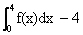 ∫₀⁴ f(x)dx − 4